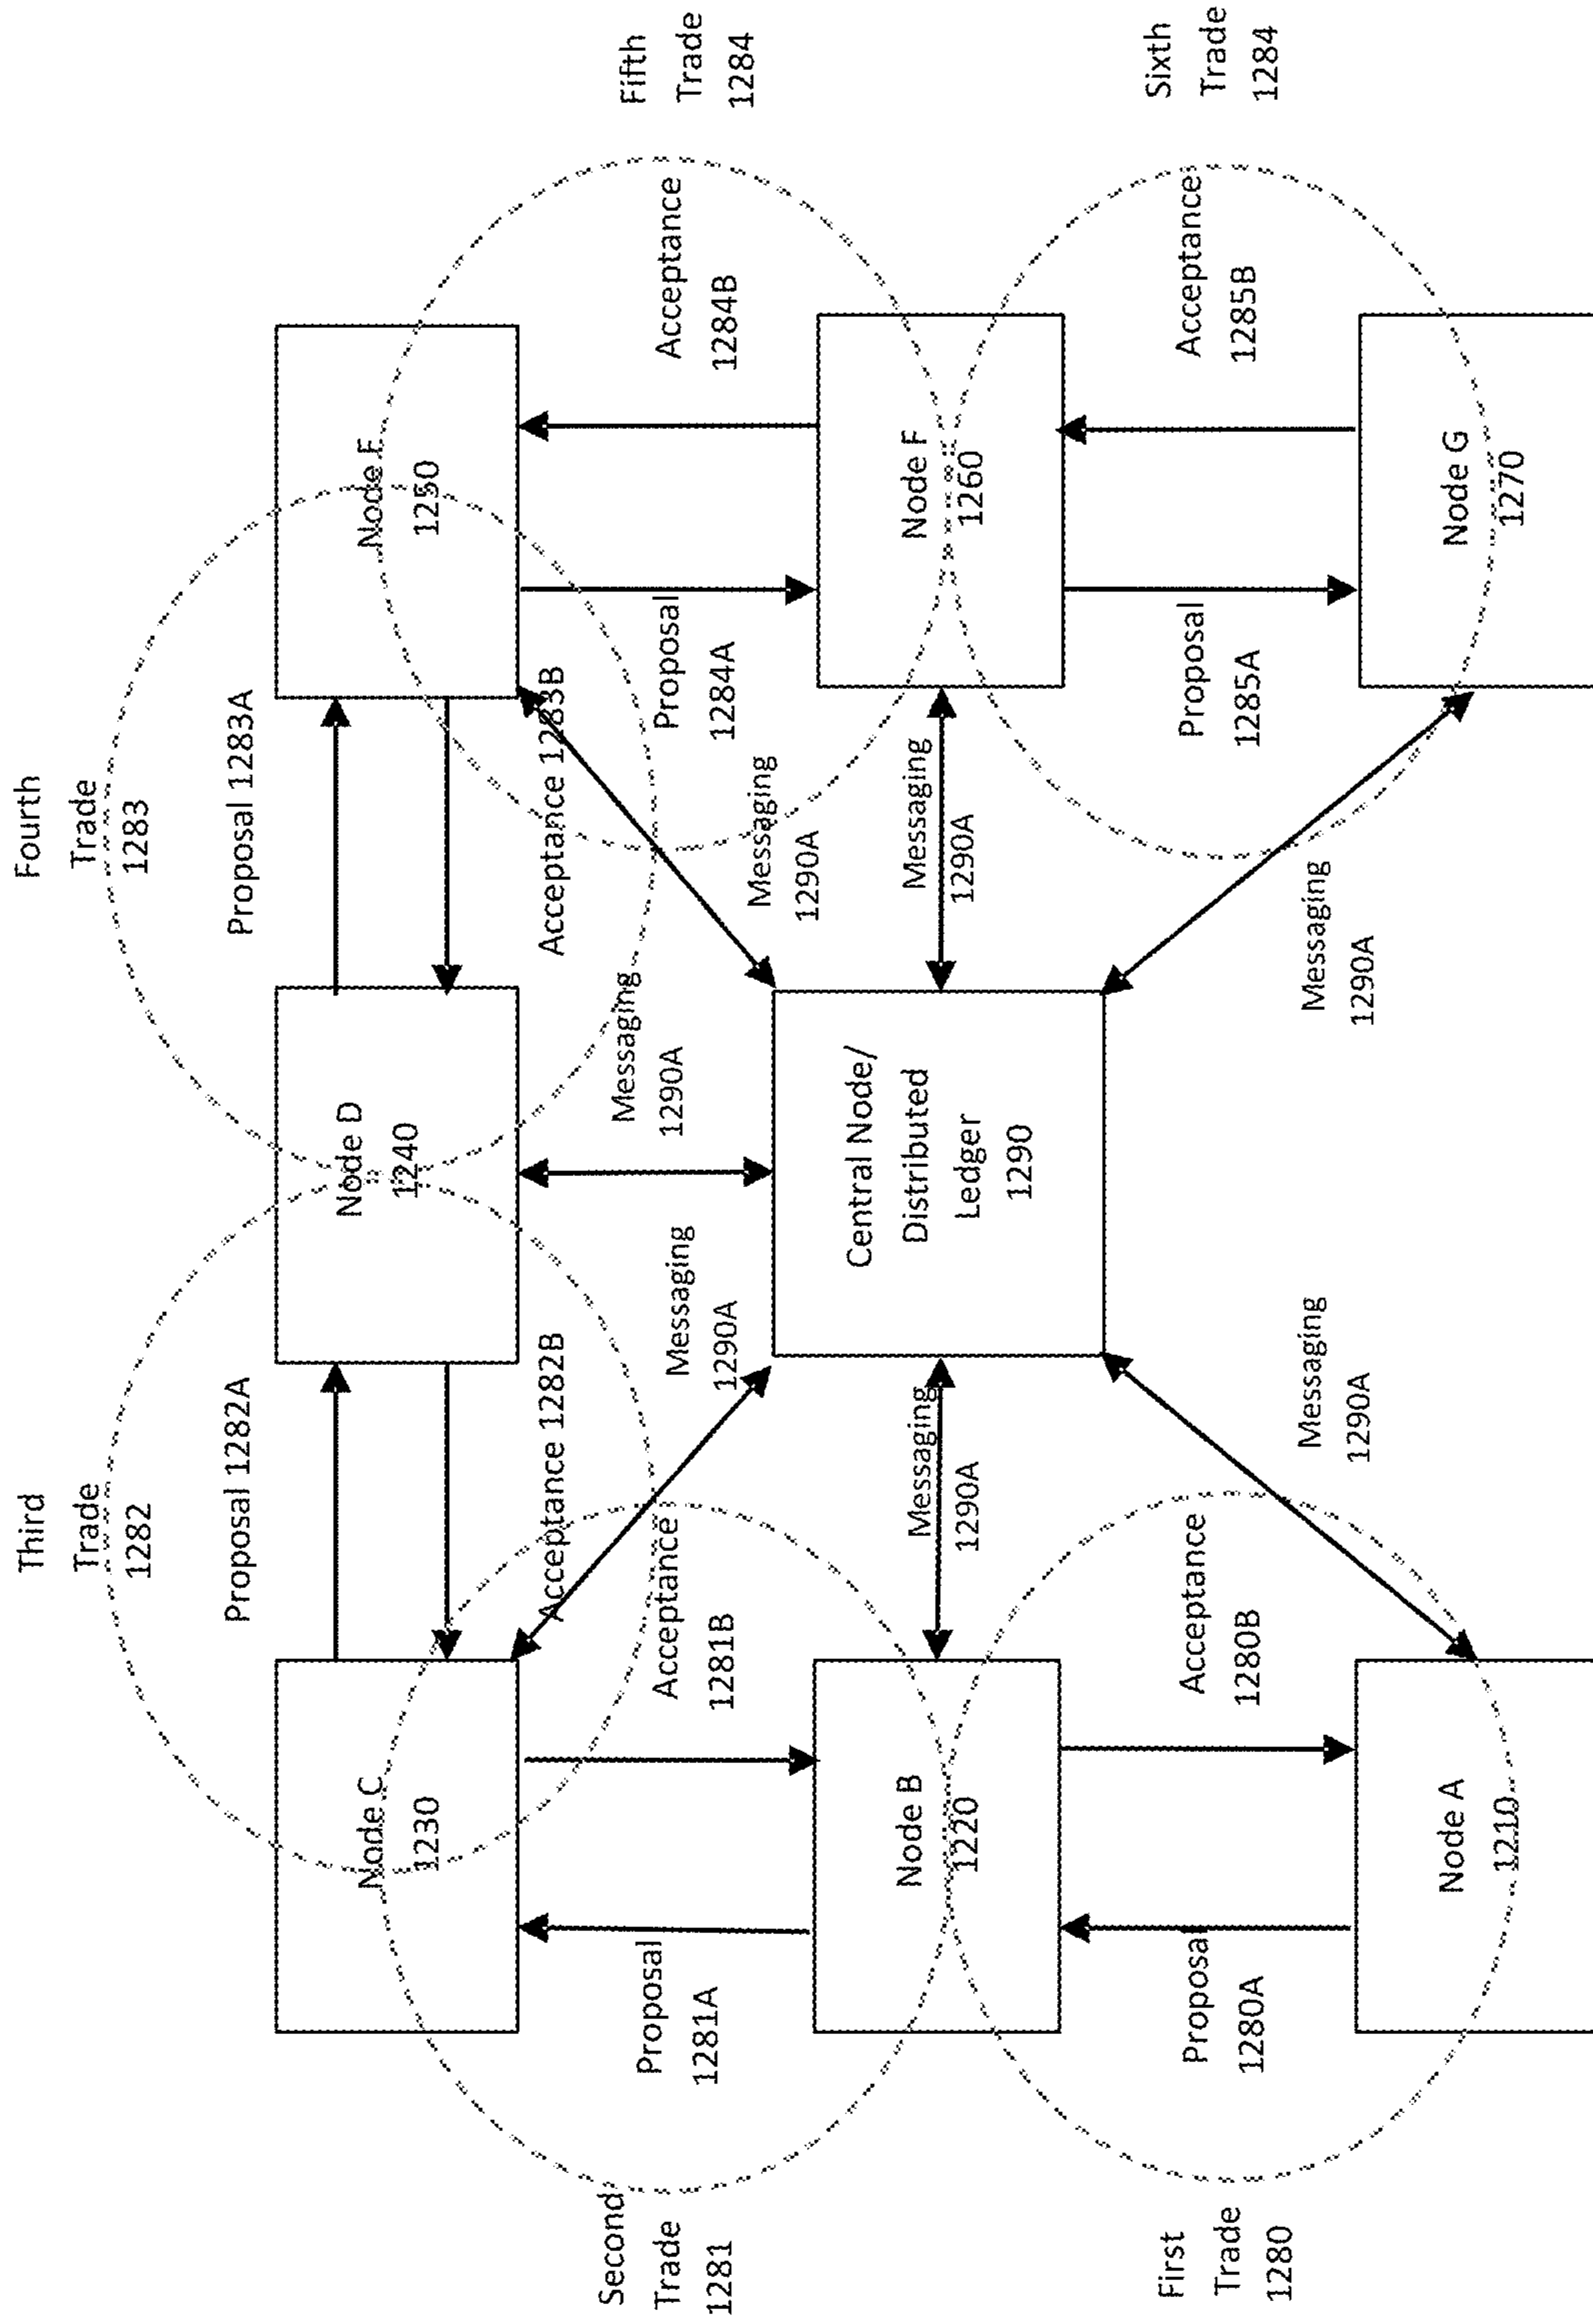 Third
Trade
1282
Fourth
Trade
1283
Proposal 1282A
Proposal 1283A
Node C
1230
Node D
1240
Node E
1250
Acceptance 1282B
Acceptance 1283B
Second
Trade
1281
Proposal
1281A
Acceptance
1281B
Messaging
1290A
Messaging
1290A
Messaging
1290A
Proposal
1284A
Acceptance
1284B
Fifth
Trade
1284
Node B
1220
Messaging
1290A
Central Node/
Distributed
Ledger
1290
Messaging
1290A
Node F
1260
First
Trade
1280
Proposal
1280A
Acceptance
1280B
Messaging
1290A
Messaging
1290A
Proposal
1285A
Acceptance
1285B
Sixth
Trade
1284
Node A
1210
Node G
1270